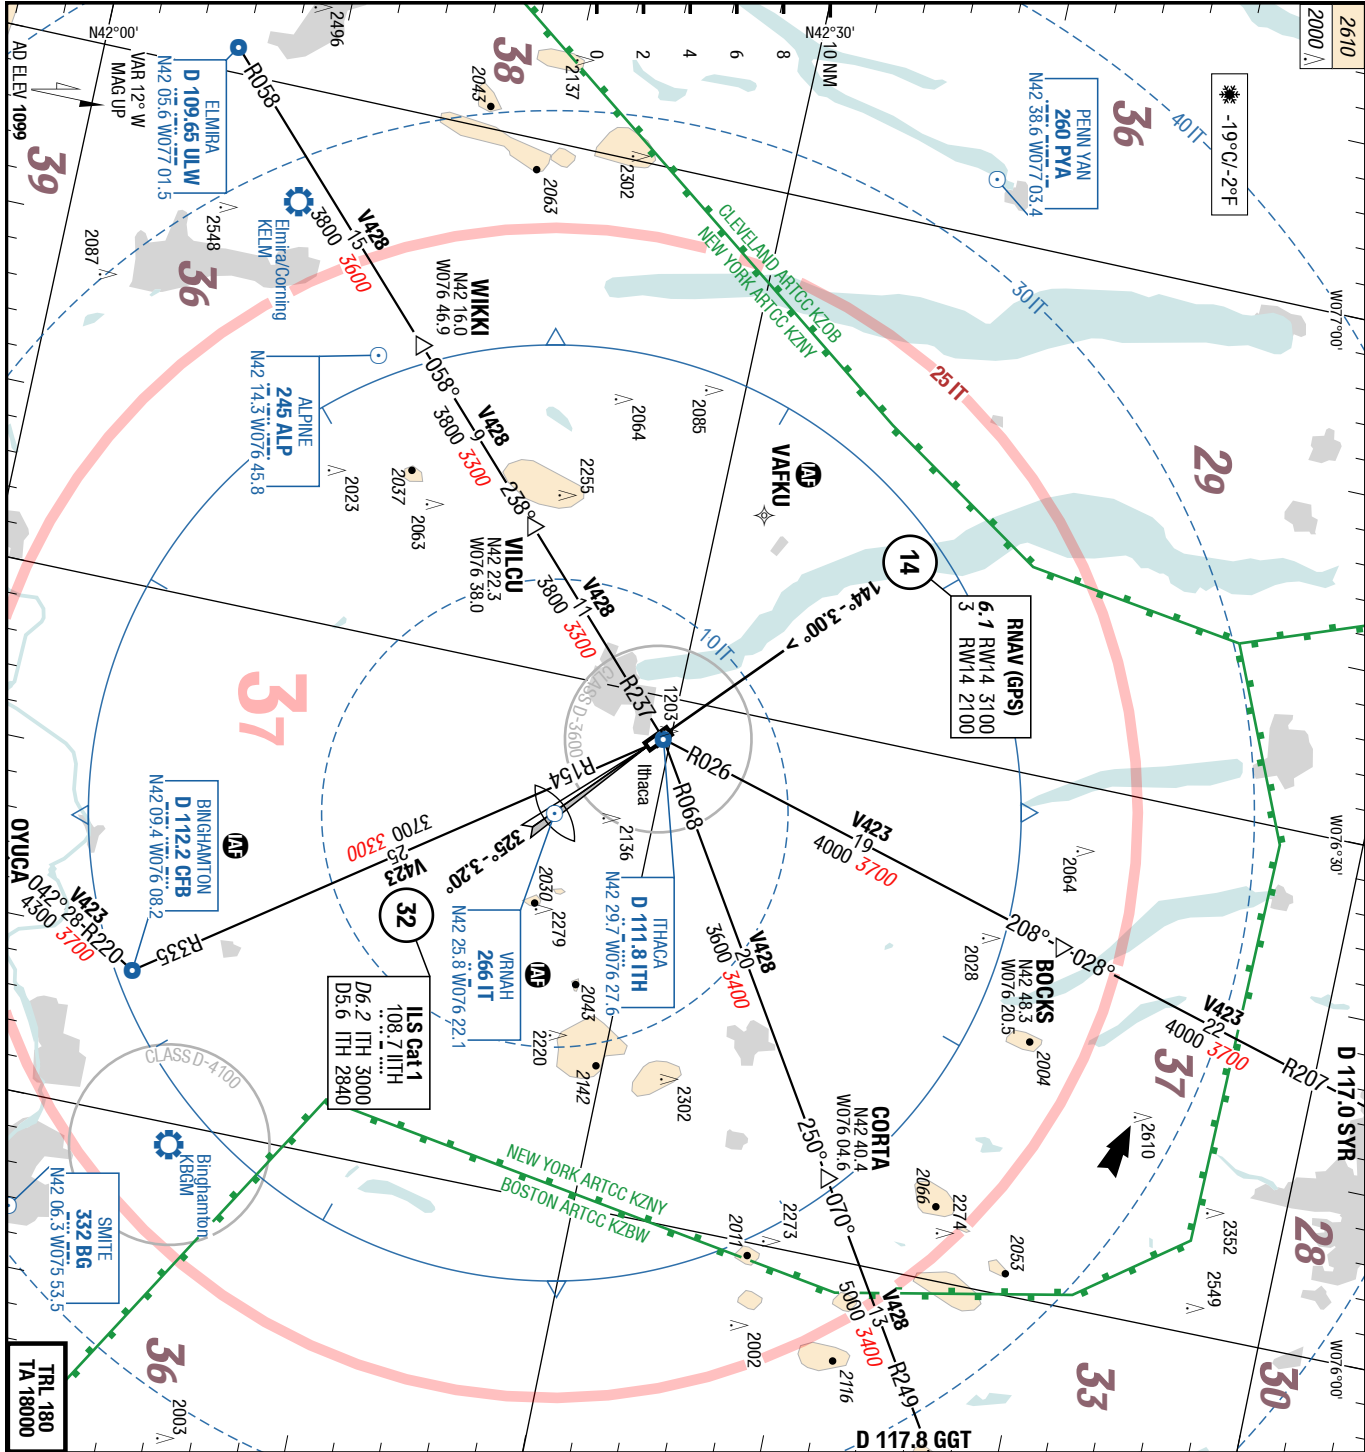 2610
2000
-19°C/-2°F
PENN YAN
260 PYA
N42 38.6 W077 03.4
36
40 IT
N42°30'
10 NM
8
6
4
2
0
38
2137
2302
2043
2063
2496
N42°00'
VAR 12° W
MAG UP
AD ELEV 1099
39
ELMIRA
D 109.65 ULW
N42 05.6 W077 01.5
R058
V428
15
3800 3600
Elmira/Corning
KELM
2548
2087
36
CLEVELAND ARTCC KZOB
NEW YORK ARTCC KZNY
30 IT
25 IT
W077°00'
29
WIKKI
N42 16.0
W076 46.9
058°
ALPINE
245 ALP
N42 14.3 W076 45.8
V428
9
3800 3300
238°
2064
2085
2255
2023
2037
2063
IAF
VAFKU
VILCU
N42 22.3
W076 38.0
V428
11
3800 3300
R237
14
144° - 3.00° >
RNAV (GPS)
6.1 RW14 3100
3 RW14 2100
10 IT
CLASS D-3600
1203
Ithaca
37
R026
V423
19
4000 3700
208°
028°
BOCKS
N42 48.3
W076 20.5
V423
22
4000 3700
R207
D 117.0 SYR
W076°30'
2064
2028
2004
37
R068
V428
20
3600 3400
250°
070°
CORTA
N42 40.4
W076 04.6
V428
13
5000 3400
R249
D 117.8 GGT
R154
3700 3300
25
V423
R335
325° - 3.20°
32
ILS Cat 1
108.7 IITH
D6.2 ITH 3000
D5.6 ITH 2840
ITHACA
D 111.8 ITH
N42 29.7 W076 27.6
VRNAH
266 IT
N42 25.8 W076 22.1
IAF
2136
2030
2279
2043
2220
2142
2302
BINGHAMTON
D 112.2 CFB
N42 09.4 W076 08.2
IAF
OYUCA
V423
042° 28-R220
4300 3700
CLASS D-4100
Binghamton
KBGM
SMITE
332 BG
N42 06.3 W075 53.5
NEW YORK ARTCC KZNY
BOSTON ARTCC KZBW
2610
2066
2274
2273
2011
2053
2352
2549
2002
2116
2003
28
30
33
36
W076°00'
TRL 180
TA 18000